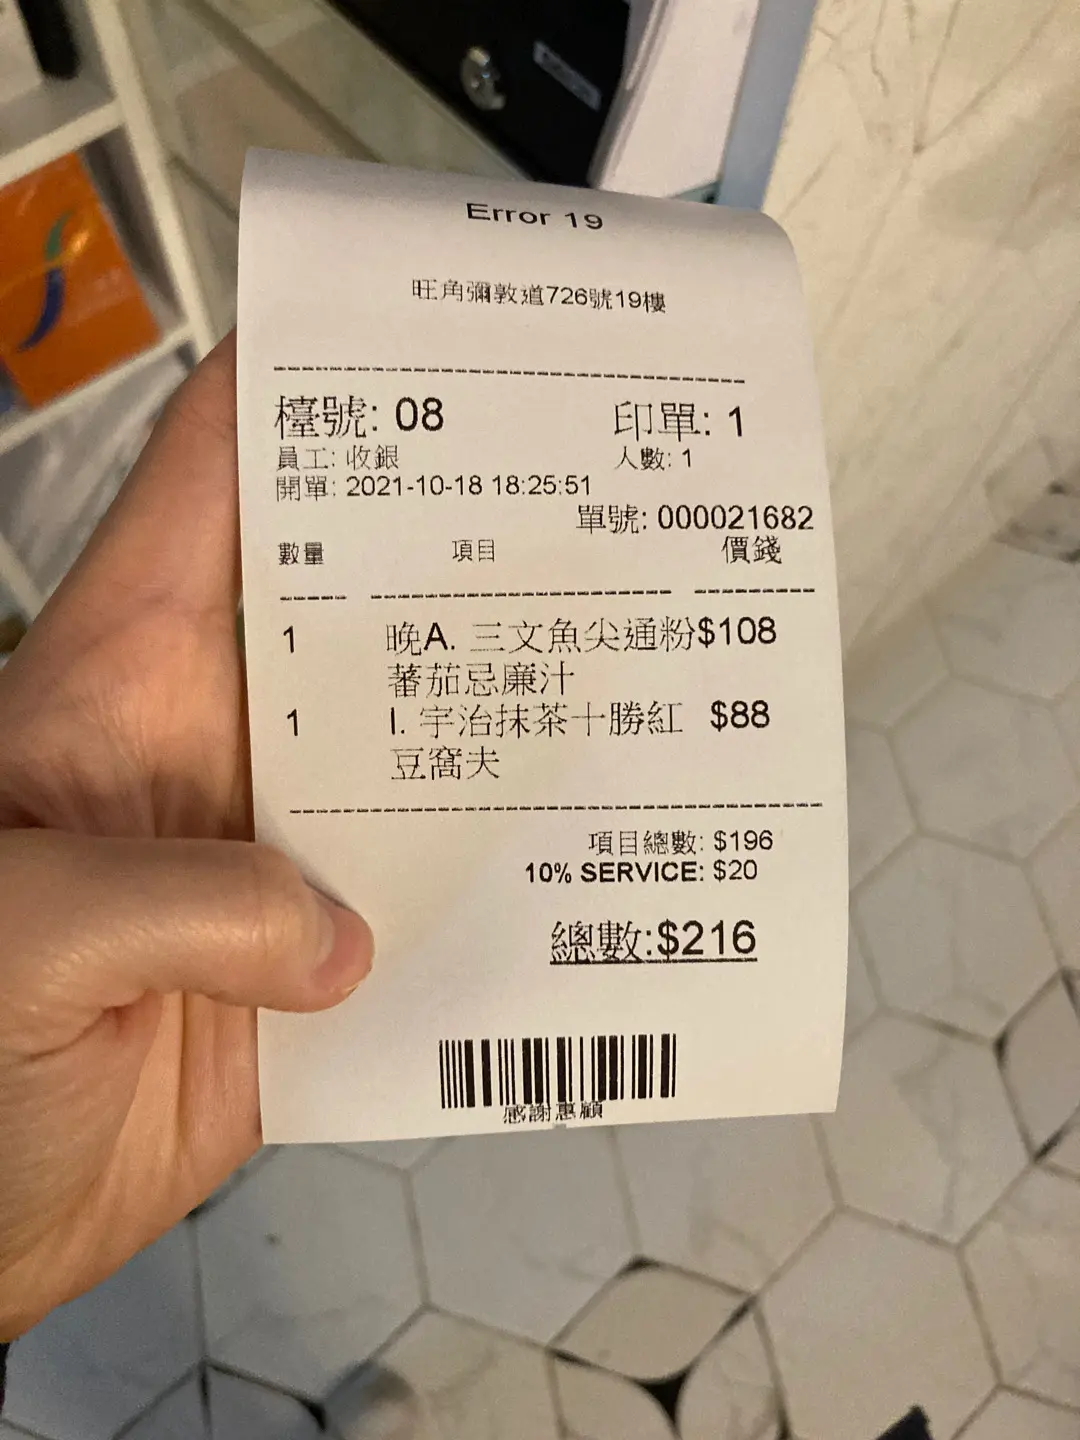 Error 19
旺角彌敦道726號19樓
檯號: 08 印單: 1
員工: 收銀 人數: 1
開單: 2021-10-18 18:25:51
單號: 000021682
數量 項目 價錢
1 晚A. 三文魚尖通粉 $108
蕃茄忌廉汁
1 I. 宇治抹茶十勝紅 $88
豆窩夫
項目總數: $196
10% SERVICE: $20
總數:$216
感謝惠顧